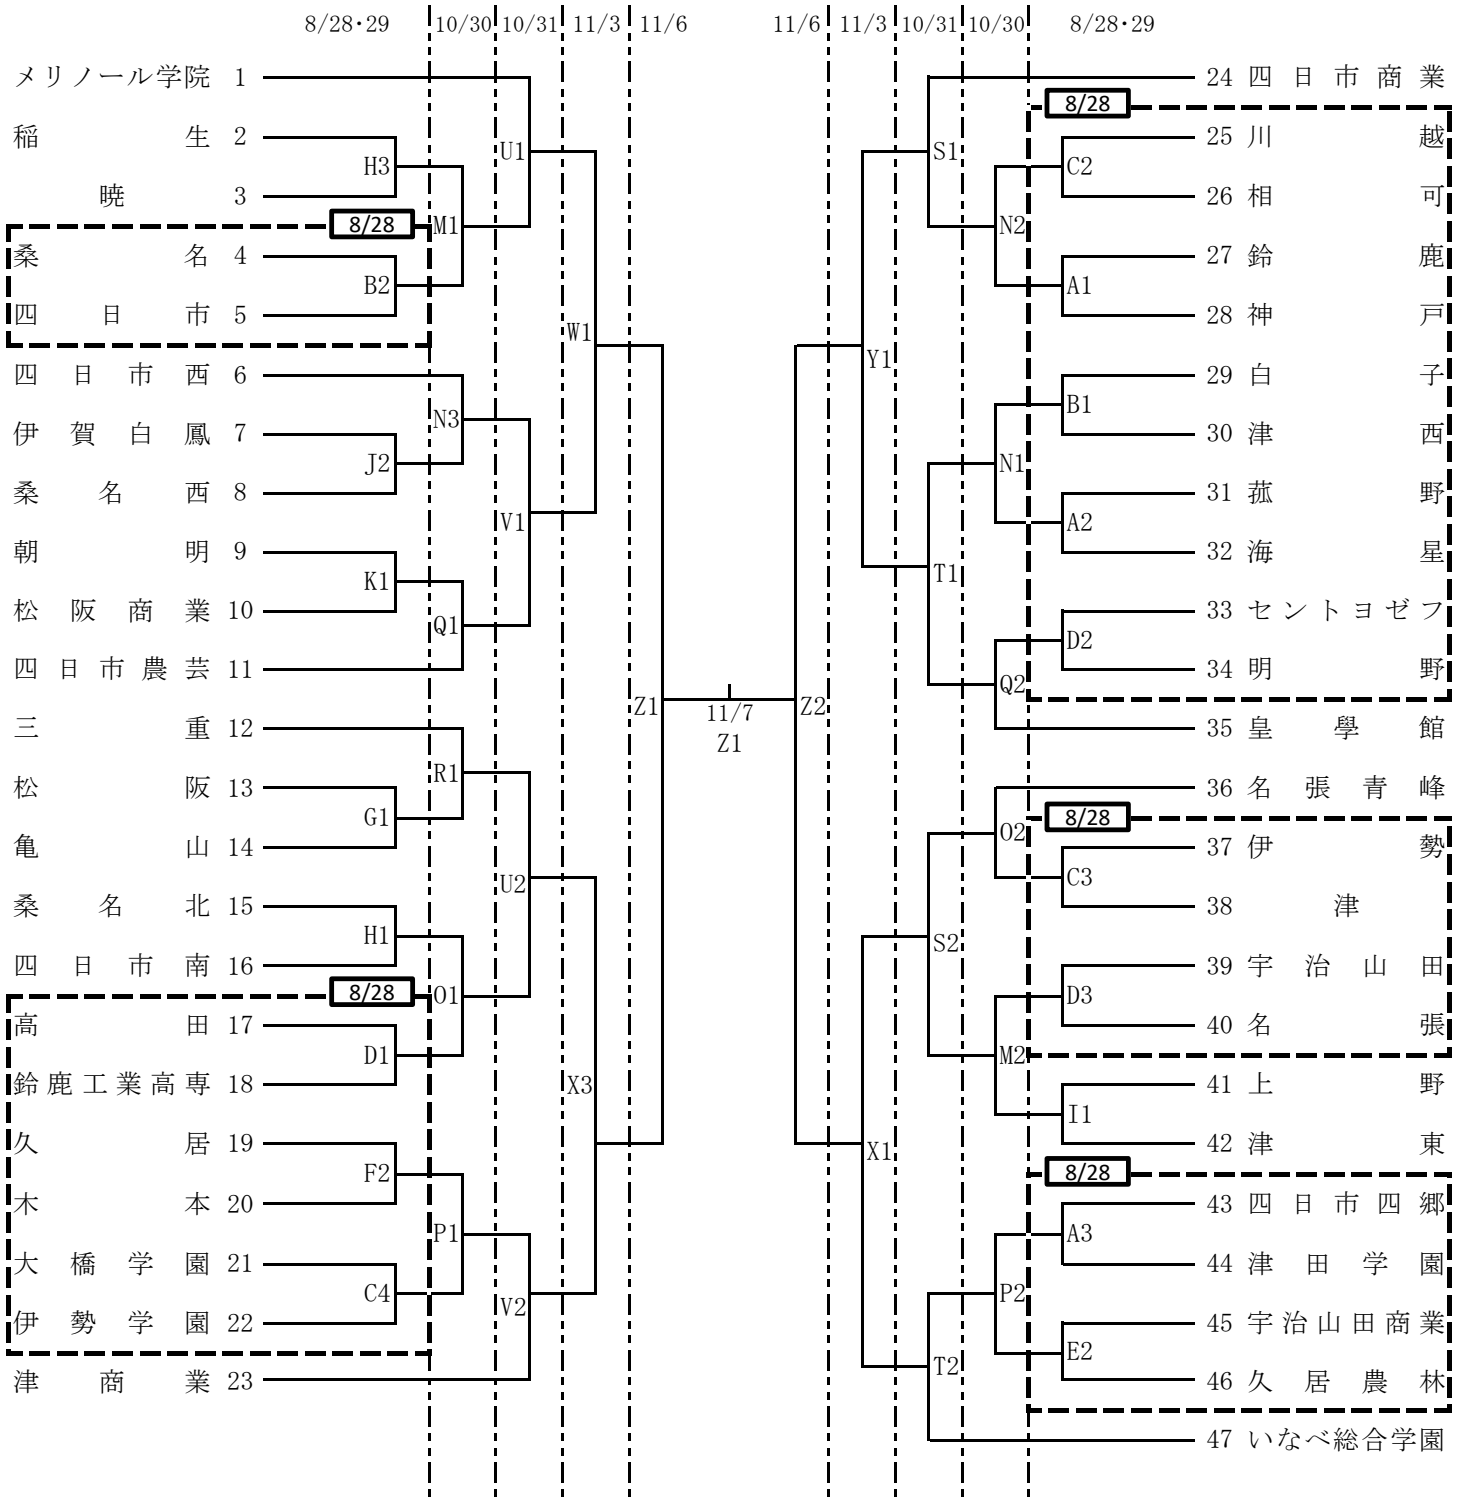 8/28・29 10/30 10/31 11/3 11/6 11/6 11/3 10/31 10/30 8/28・29
メリノール学院 1
稲生 2
H3
暁 3
U1
8/28
M1
桑名 4
B2
四日市 5
W1
四日市西 6
N3
伊賀白鳳 7
J2
桑名西 8
V1
朝明 9
K1
松阪商業 10
Q1
四日市農芸 11
Z1
三重 12
R1
松阪 13
G1
亀山 14
U2
桑名北 15
H1
四日市南 16
8/28
O1
高田 17
D1
鈴鹿工業高専 18
X3
久居 19
F2
木本 20
P1
大橋学園 21
C4
伊勢学園 22
V2
津商業 23
11/7
Z1
24 四日市商業
8/28
25 川越
S1
C2
26 相可
N2
27 鈴鹿
A1
28 神戸
Y1
29 白子
B1
30 津西
N1
31 菰野
A2
32 海星
T1
33 セントヨゼフ
D2
34 明野
Q2
Z2
35 皇學館
36 名張青峰
8/28
O2
37 伊勢
C3
38 津
S2
39 宇治山田
D3
40 名張
M2
41 上野
I1
42 津東
X1
8/28
43 四日市四郷
A3
44 津田学園
P2
45 宇治山田商業
E2
T2
46 久居農林
47 いなべ総合学園